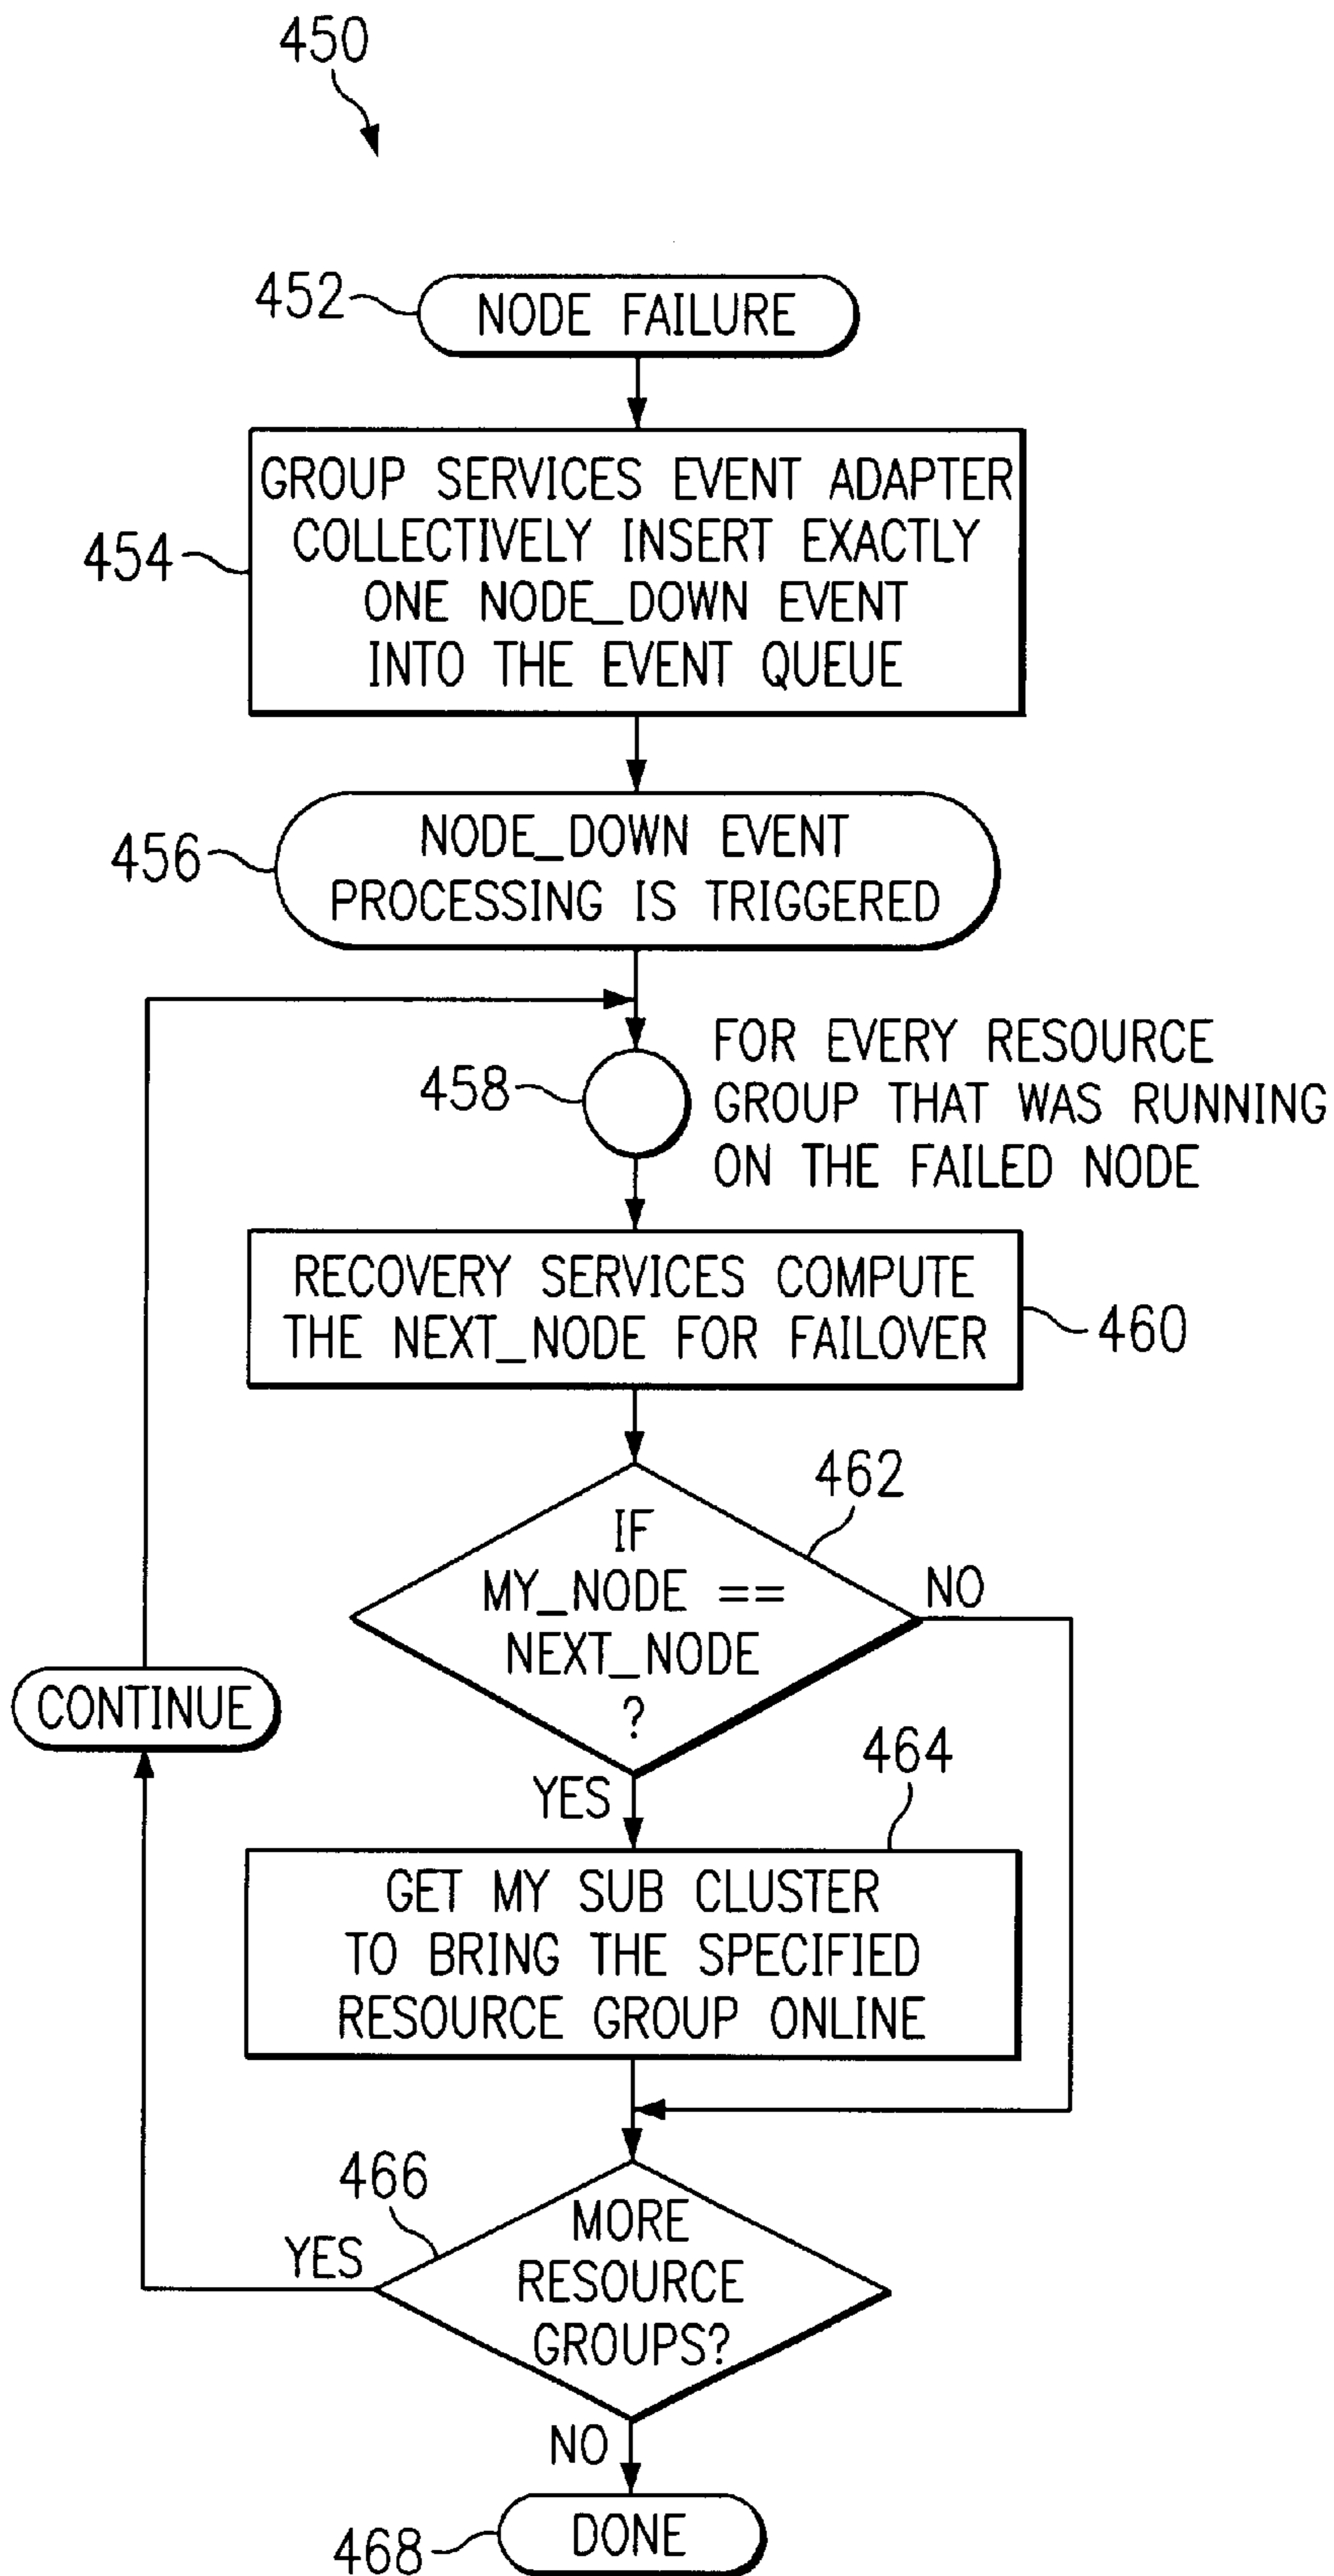 450
452
NODE FAILURE
454
GROUP SERVICES EVENT ADAPTER
COLLECTIVELY INSERT EXACTLY
ONE NODE_DOWN EVENT
INTO THE EVENT QUEUE
456
NODE_DOWN EVENT
PROCESSING IS TRIGGERED
458
FOR EVERY RESOURCE
GROUP THAT WAS RUNNING
ON THE FAILED NODE
RECOVERY SERVICES COMPUTE
THE NEXT_NODE FOR FAILOVER
460
462
IF
MY_NODE ==
NEXT_NODE
?
NO
CONTINUE
YES
464
GET MY SUB CLUSTER
TO BRING THE SPECIFIED
RESOURCE GROUP ONLINE
466
MORE
RESOURCE
GROUPS?
YES
NO
468
DONE